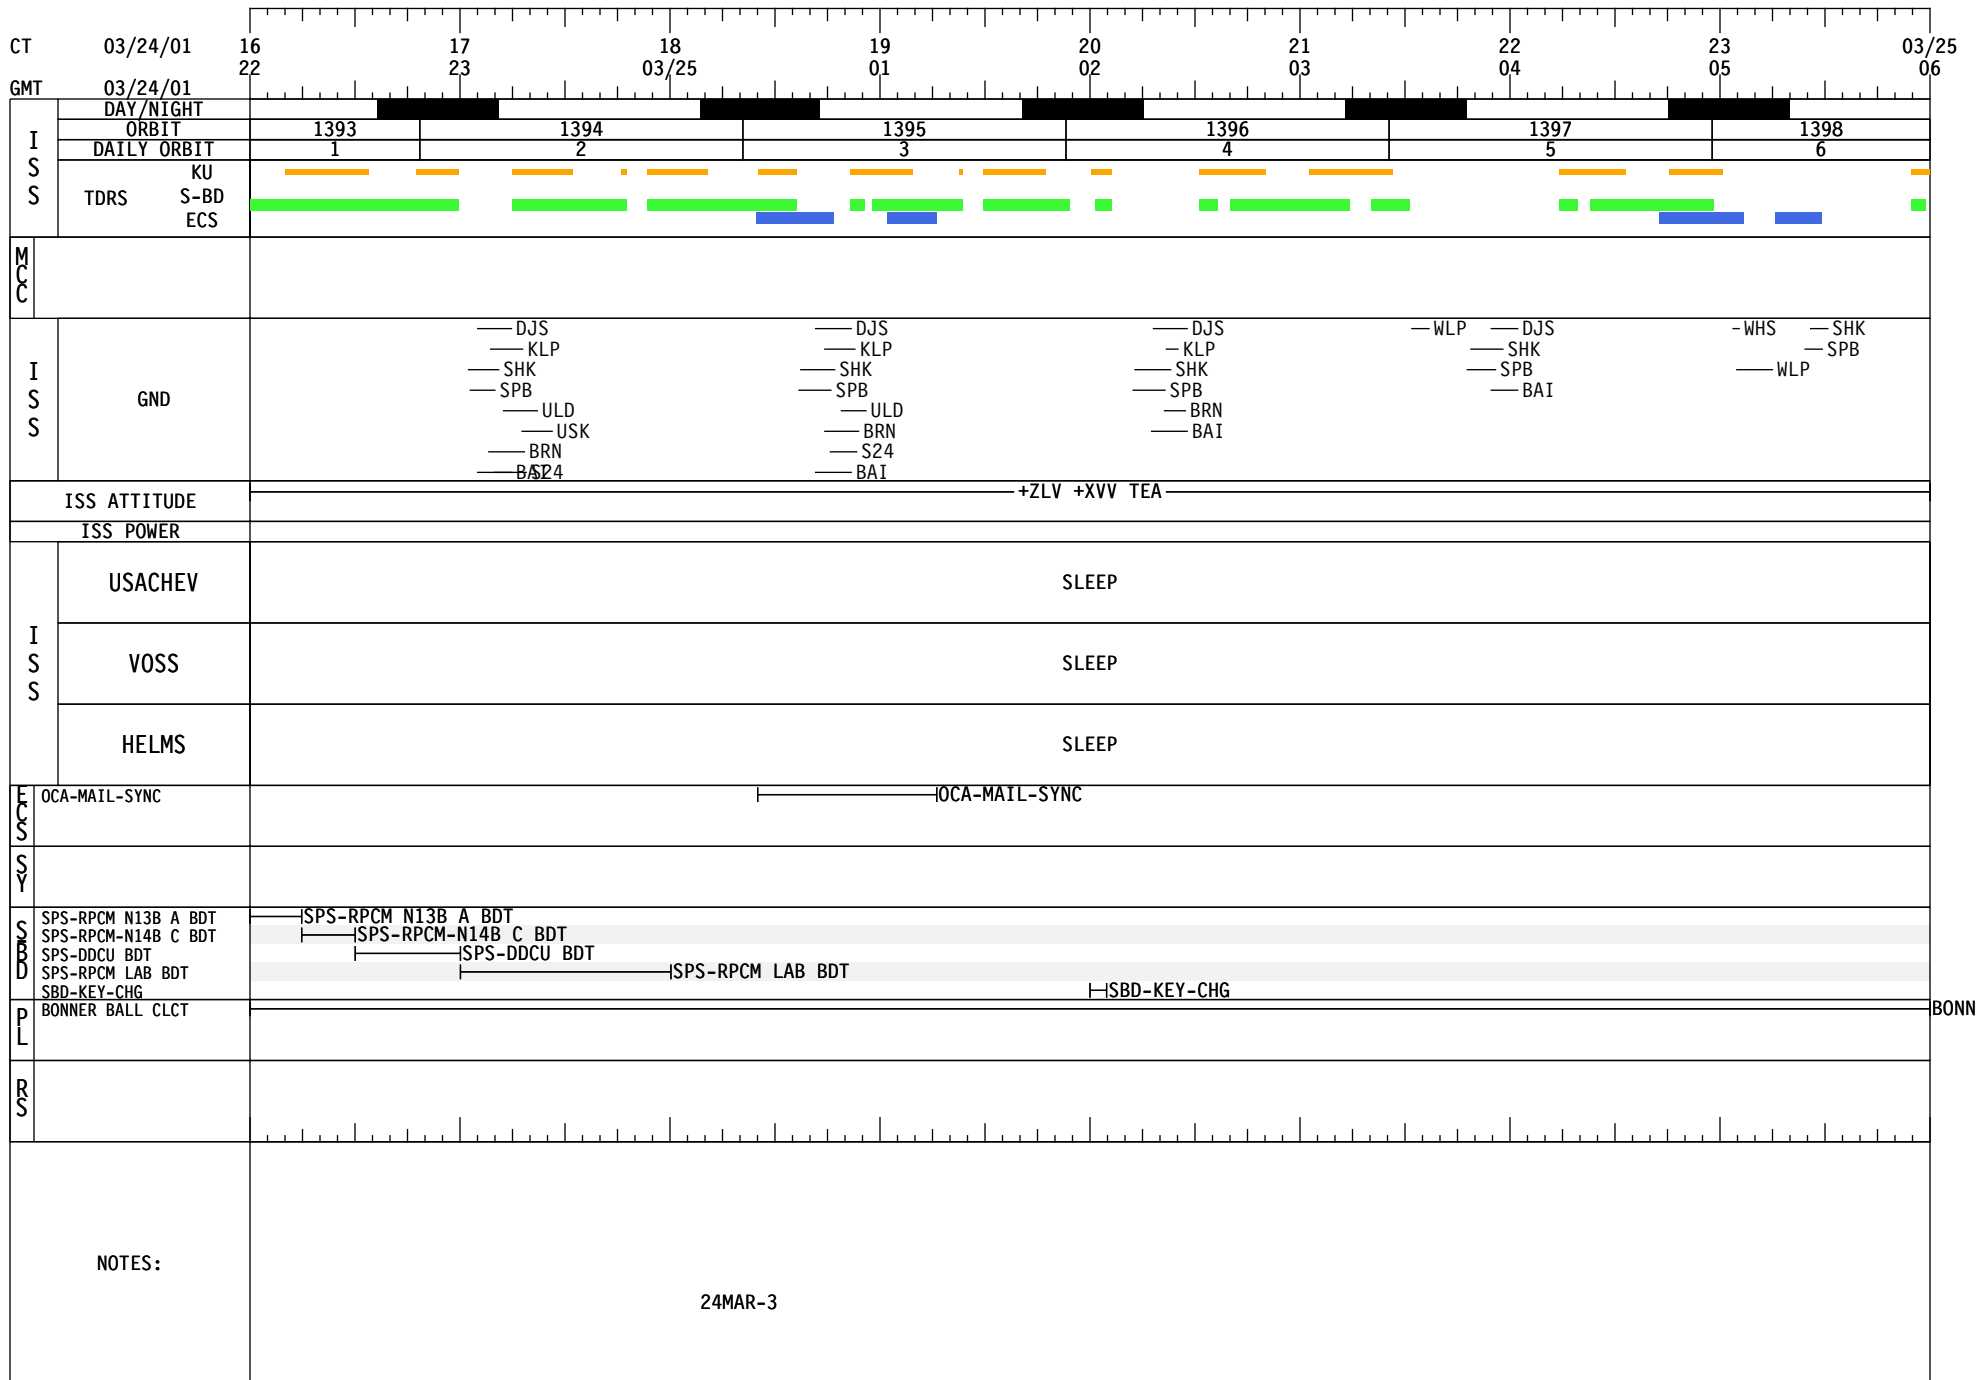 CT 03/24/01 16 17 18 19 20 21 22 23 03/25
22 23 03/25 01 02 03 04 05 06
GMT 03/24/01
ISS
DAY/NIGHT
ORBIT 1393 1394 1395 1396 1397 1398
DAILY ORBIT 1 2 3 4 5 6
KU
TDRS S-BD
ECS
MCC
ISS
GND
DJS DJS DJS WLP DJS WHS SHK
KLP KLP KLP SHK SPB
SHK SHK SHK SPB WLP
SPB SPB SPB BAI
ULD ULD BRN
USK BRN BAI
BRN S24
BAI S24 BAI
ISS ATTITUDE +ZLV +XVV TEA
ISS POWER
ISS
USACHEV SLEEP
VOSS SLEEP
HELMS SLEEP
ECS
OCA-MAIL-SYNC OCA-MAIL-SYNC
SY
SBD
SPS-RPCM N13B A BDT SPS-RPCM N13B A BDT
SPS-RPCM-N14B C BDT SPS-RPCM-N14B C BDT
SPS-DDCU BDT SPS-DDCU BDT
SPS-RPCM LAB BDT SPS-RPCM LAB BDT
SBD-KEY-CHG SBD-KEY-CHG
PL
BONNER BALL CLCT BONN
RS
NOTES:
24MAR-3